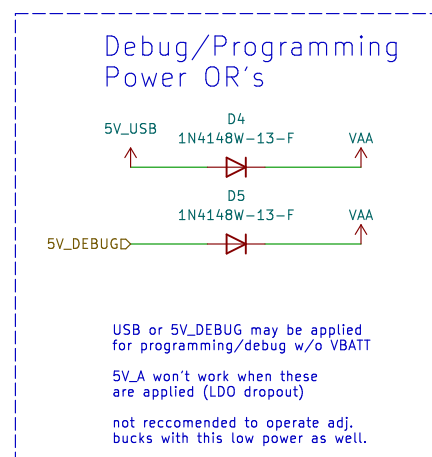 Debug/Programming
Power OR's
D4
1N4148W-13-F
5V_USB
VAA
D5
1N4148W-13-F
VAA
5V_DEBUG
USB or 5V_DEBUG may be applied
for programming/debug w/o VBATT
5V_A won't work when these
are applied (LDO dropout)
not reccomended to operate adj.
bucks with this low power as well.